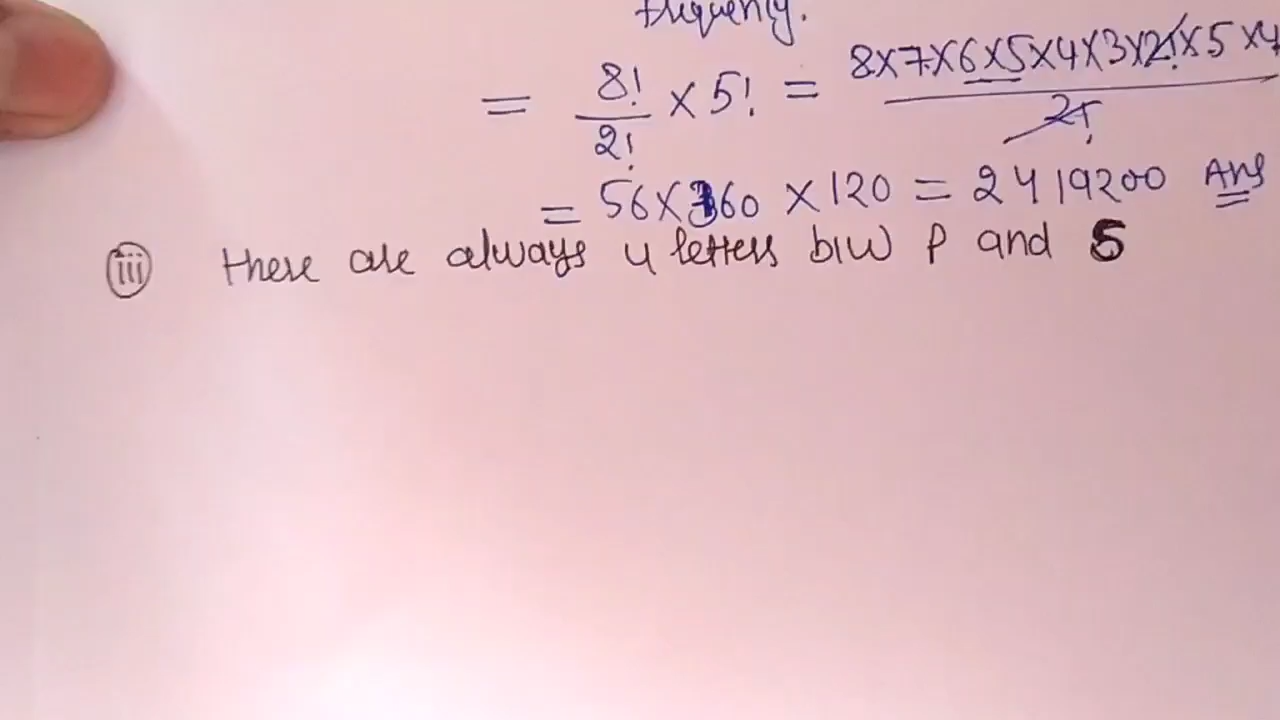 frequency.
= 8!/2! × 5! = 8×7×6×5×4×3×2!×5×4/2!
= 56×360 × 120 = 2419200 Ans
(iii) there are always 4 letters b/w P and S